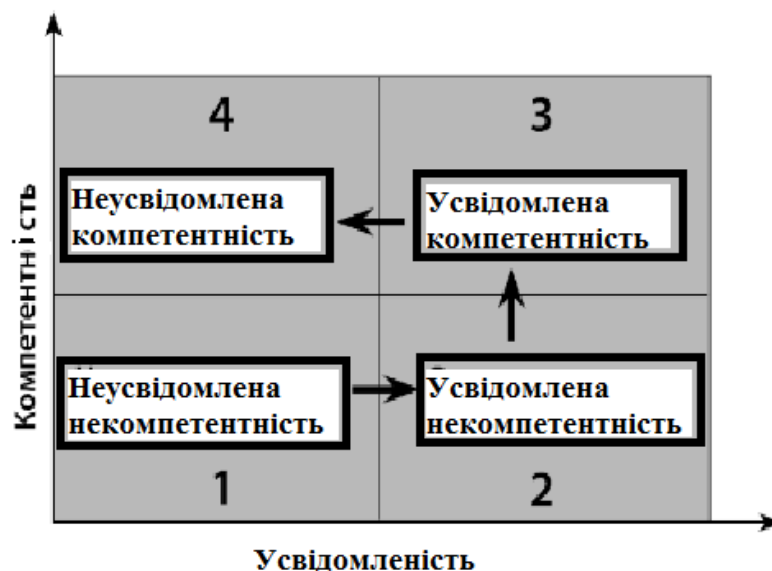 4
3
Неусвідомлена
компетентність
Усвідомлена
компетентність
Неусвідомлена
некомпетентність
Усвідомлена
некомпетентність
1
2
Компетентн і сть
Усвідомленість